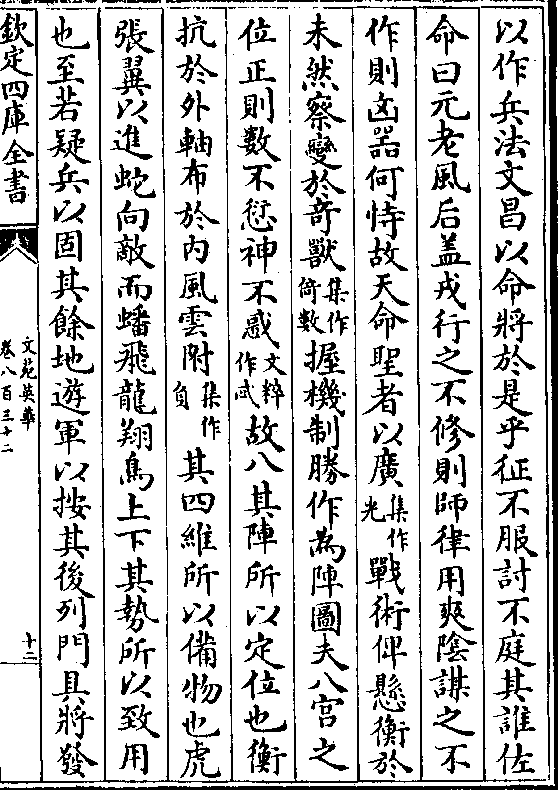 以作兵法文昌以命將於是乎征不服討不庭其誰佐
命曰元老風后蓋戎行之不修則師律用爽陰謀之不
作則凶器何恃故天命聖者以廣集作光戰術俾懸衡於
未然察變於奇獸集作倚數握機制勝作為陣圖夫八宮之
位正則數不愆神不惑文粹作忒故八其陣所以定位也衡
抗於外軸布於內風雲附集作負其四維所以備物也虎
張翼以進蛇向敵而蟠飛龍翔鳥上下其勢所以致用
也至若疑兵以固其餘地遊軍以按其後列門具將發
欽定四庫全書
文苑英華
卷八百三十二
十二